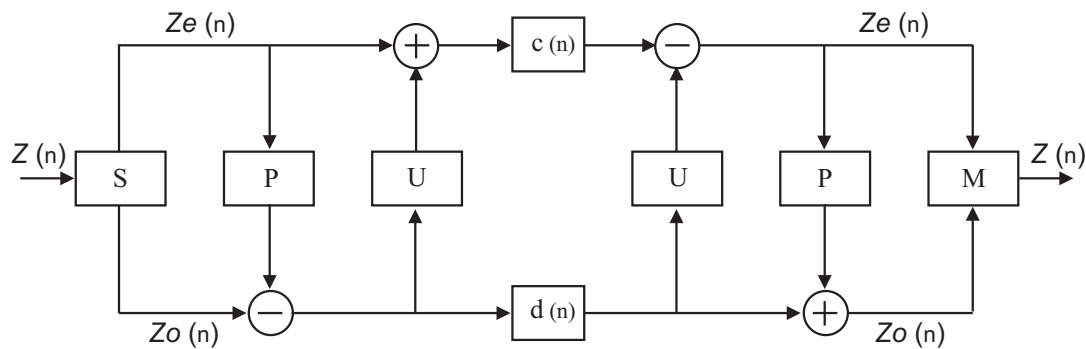 Ze (n)
Ze (n)
+
c (n)
−
Z (n)
S
P
U
U
P
M
Z (n)
−
d (n)
+
Zo (n)
Zo (n)